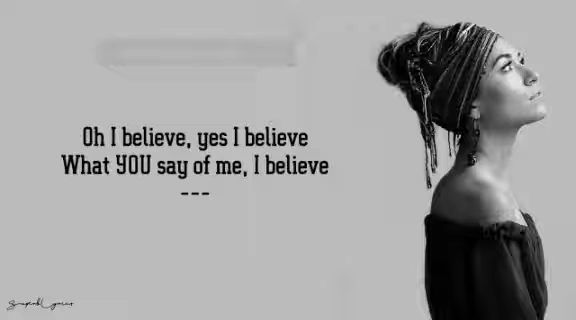 Oh I believe, yes I believe
What YOU say of me, I believe
---